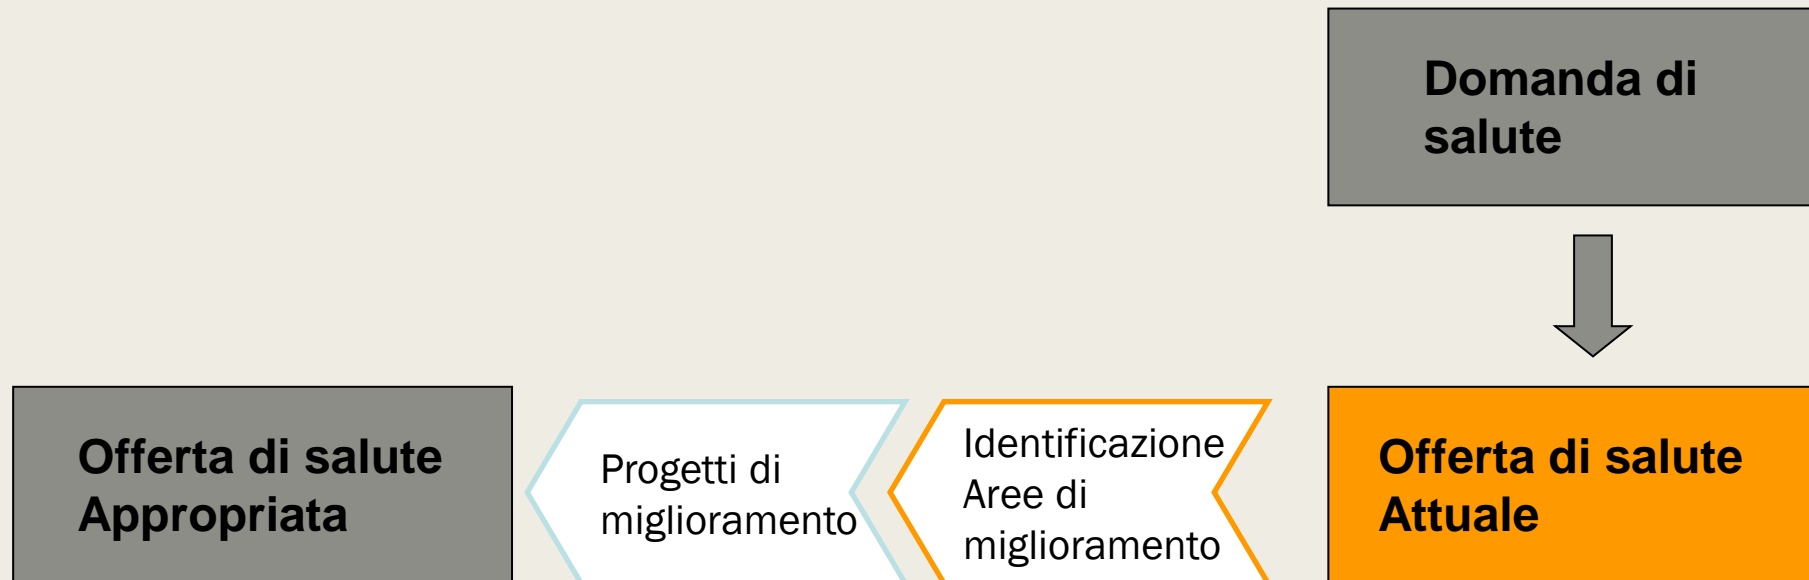 Domanda di
salute
Offerta di salute
Appropriata
Progetti di
miglioramento
Identificazione
Aree di
miglioramento
Offerta di salute
Attuale